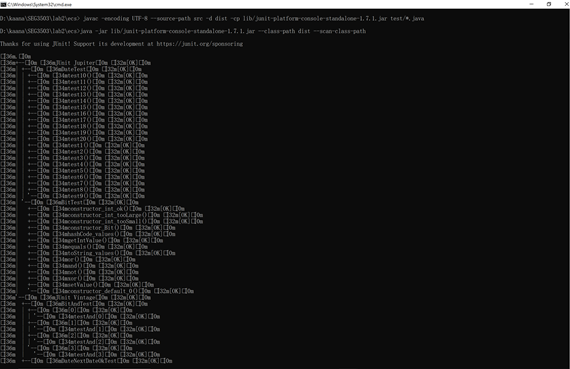 C:\Windows\System32\cmd.exe
D:\kaana\SEG3503\lab2\ecs> javac -encoding UTF-8 --source-path src -d dist -cp lib/junit-platform-console-standalone-1.7.1.jar test/*.java
D:\kaana\SEG3503\lab2\ecs>java -jar lib/junit-platform-console-standalone-1.7.1.jar --class-path dist --scan-class-path
Thanks for using JUnit! Support its development at https://junit.org/sponsoring
[36m.[0m
[36m+--[0m [36mJUnit Jupiter[0m [32m[OK][0m
[36m| +--[0m [36mDateTest[0m [32m[OK][0m
[36m| | +--[0m [34mtest10()[0m [32m[OK][0m
[36m| | +--[0m [34mtest11()[0m [32m[OK][0m
[36m| | +--[0m [34mtest12()[0m [32m[OK][0m
[36m| | +--[0m [34mtest13()[0m [32m[OK][0m
[36m| | +--[0m [34mtest14()[0m [32m[OK][0m
[36m| | +--[0m [34mtest15()[0m [32m[OK][0m
[36m| | +--[0m [34mtest16()[0m [32m[OK][0m
[36m| | +--[0m [34mtest17()[0m [32m[OK][0m
[36m| | +--[0m [34mtest18()[0m [32m[OK][0m
[36m| | +--[0m [34mtest19()[0m [32m[OK][0m
[36m| | +--[0m [34mtest20()[0m [32m[OK][0m
[36m| | +--[0m [34mtest1()[0m [32m[OK][0m
[36m| | +--[0m [34mtest2()[0m [32m[OK][0m
[36m| | +--[0m [34mtest3()[0m [32m[OK][0m
[36m| | +--[0m [34mtest4()[0m [32m[OK][0m
[36m| | +--[0m [34mtest5()[0m [32m[OK][0m
[36m| | +--[0m [34mtest6()[0m [32m[OK][0m
[36m| | +--[0m [34mtest7()[0m [32m[OK][0m
[36m| | +--[0m [34mtest8()[0m [32m[OK][0m
[36m| | '--[0m [34mtest9()[0m [32m[OK][0m
[36m| '--[0m [36mBitTest[0m [32m[OK][0m
[36m|   +--[0m [34mconstructor_int_ok()[0m [32m[OK][0m
[36m|   +--[0m [34mconstructor_int_tooLarge()[0m [32m[OK][0m
[36m|   +--[0m [34mconstructor_int_tooSmall()[0m [32m[OK][0m
[36m|   +--[0m [34mconstructor_Bit()[0m [32m[OK][0m
[36m|   +--[0m [34mhashCode_values()[0m [32m[OK][0m
[36m|   +--[0m [34mgetIntValue()[0m [32m[OK][0m
[36m|   +--[0m [34mequals()[0m [32m[OK][0m
[36m|   +--[0m [34mtoString_values()[0m [32m[OK][0m
[36m|   +--[0m [34mor()[0m [32m[OK][0m
[36m|   +--[0m [34mand()[0m [32m[OK][0m
[36m|   +--[0m [34mnot()[0m [32m[OK][0m
[36m|   +--[0m [34mxor()[0m [32m[OK][0m
[36m|   +--[0m [34msetValue()[0m [32m[OK][0m
[36m|   '--[0m [34mconstructor_default_0()[0m [32m[OK][0m
[36m'--[0m [36mJUnit Vintage[0m [32m[OK][0m
[36m  +--[0m [36mBitAndTest[0m [32m[OK][0m
[36m  | +--[0m [36m[0][0m [32m[OK][0m
[36m  | | '--[0m [34mtestAnd[0][0m [32m[OK][0m
[36m  | +--[0m [36m[1][0m [32m[OK][0m
[36m  | | '--[0m [34mtestAnd[1][0m [32m[OK][0m
[36m  | +--[0m [36m[2][0m [32m[OK][0m
[36m  | | '--[0m [34mtestAnd[2][0m [32m[OK][0m
[36m  | '--[0m [36m[3][0m [32m[OK][0m
[36m  |   '--[0m [34mtestAnd[3][0m [32m[OK][0m
[36m  +--[0m [36mDateNextDateOkTest[0m [32m[OK][0m